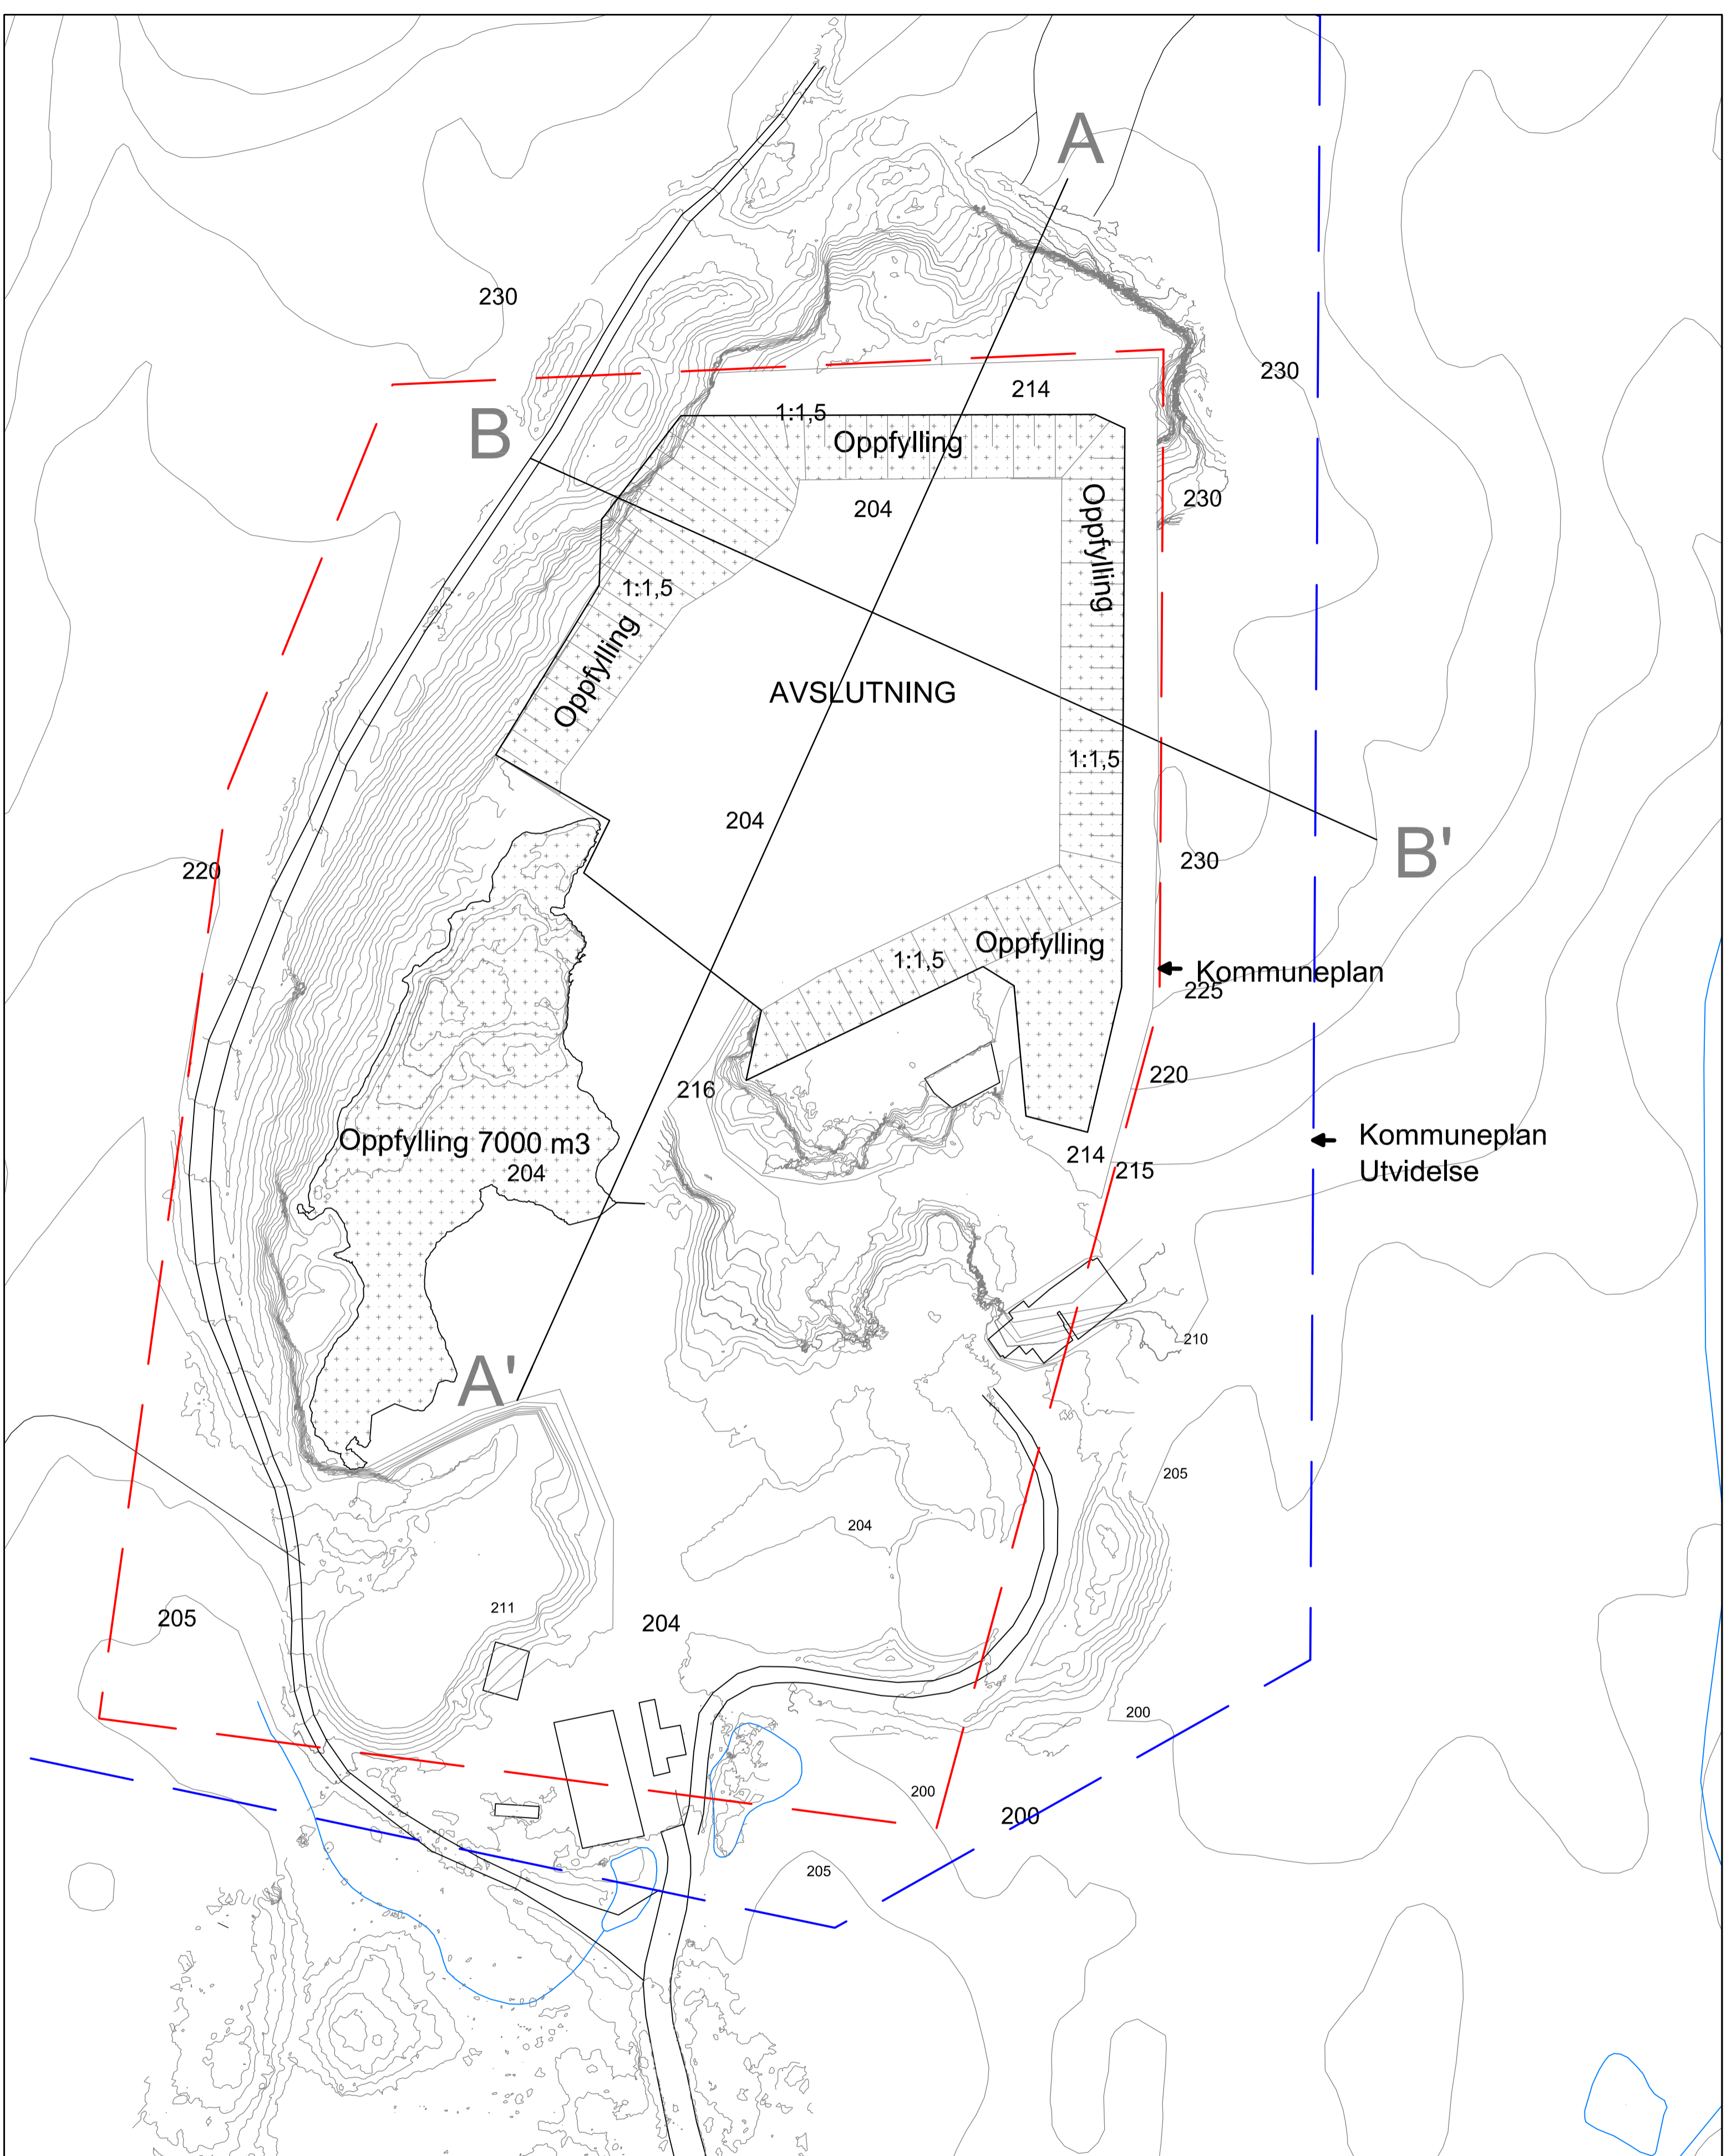 A
230
230
214
1:1,5
B
Oppfylling
Oppfylling
230
204
1:1,5
Oppfylling
AVSLUTNING
1:1,5
204
B'
230
220
Oppfylling
1:1,5
Kommuneplan
225
220
216
Kommuneplan
Utvidelse
Oppfylling 7000 m3
204
214
215
210
A'
205
204
211
205
204
200
200
200
205